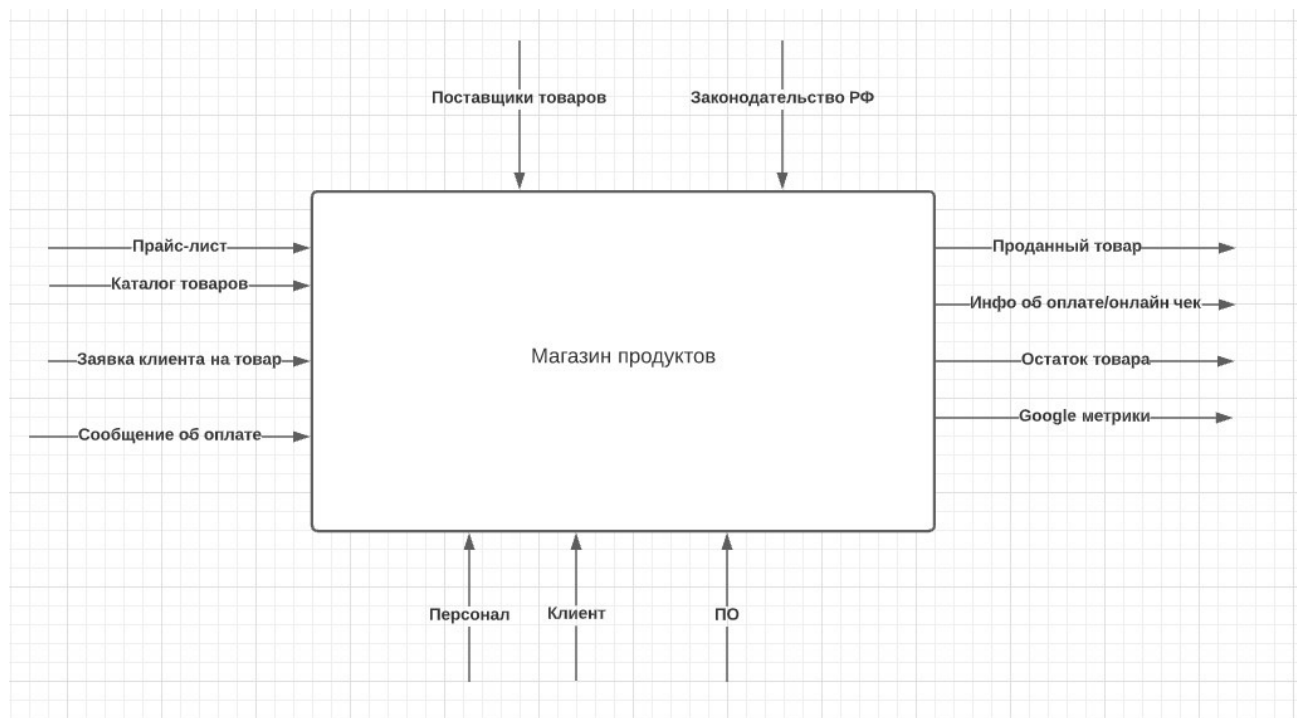 Поставщики товаров
Законодательство РФ
Прайс-лист
Каталог товаров
Заявка клиента на товар
Сообщение об оплате
Магазин продуктов
Проданный товар
Инфо об оплате/онлайн чек
Остаток товара
Google метрики
Персонал
Клиент
ПО